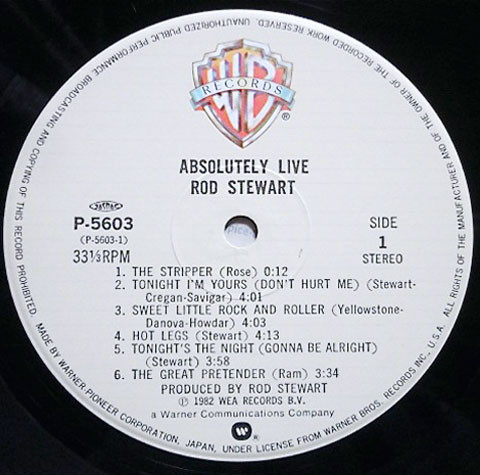 WB
RECORDS
®
ABSOLUTELY LIVE
ROD STEWART
P-5603
(P-5603-1)
33⅓RPM
SIDE
1
STEREO
1. THE STRIPPER (Rose) 0:12
2. TONIGHT I'M YOURS (DON'T HURT ME) (Stewart-
Cregan-Savigar) 4:01
3. SWEET LITTLE ROCK AND ROLLER (Yellowstone-
Danova-Howdar) 4:03
4. HOT LEGS (Stewart) 4:13
5. TONIGHT'S THE NIGHT (GONNA BE ALRIGHT)
(Stewart) 3:58
6. THE GREAT PRETENDER (Ram) 3:34
PRODUCED BY ROD STEWART
℗ 1982 WEA RECORDS B.V.
a Warner Communications Company
MADE BY WARNER-PIONEER CORPORATION, JAPAN, UNDER LICENSE FROM WARNER BROS. RECORDS INC., U.S.A. ALL RIGHTS OF THE MANUFACTURER AND OF THE OWNER OF THE RECORDED WORK RESERVED. UNAUTHORIZED PUBLIC PERFORMANCE BROADCASTING AND COPYING OF THIS RECORD PROHIBITED.